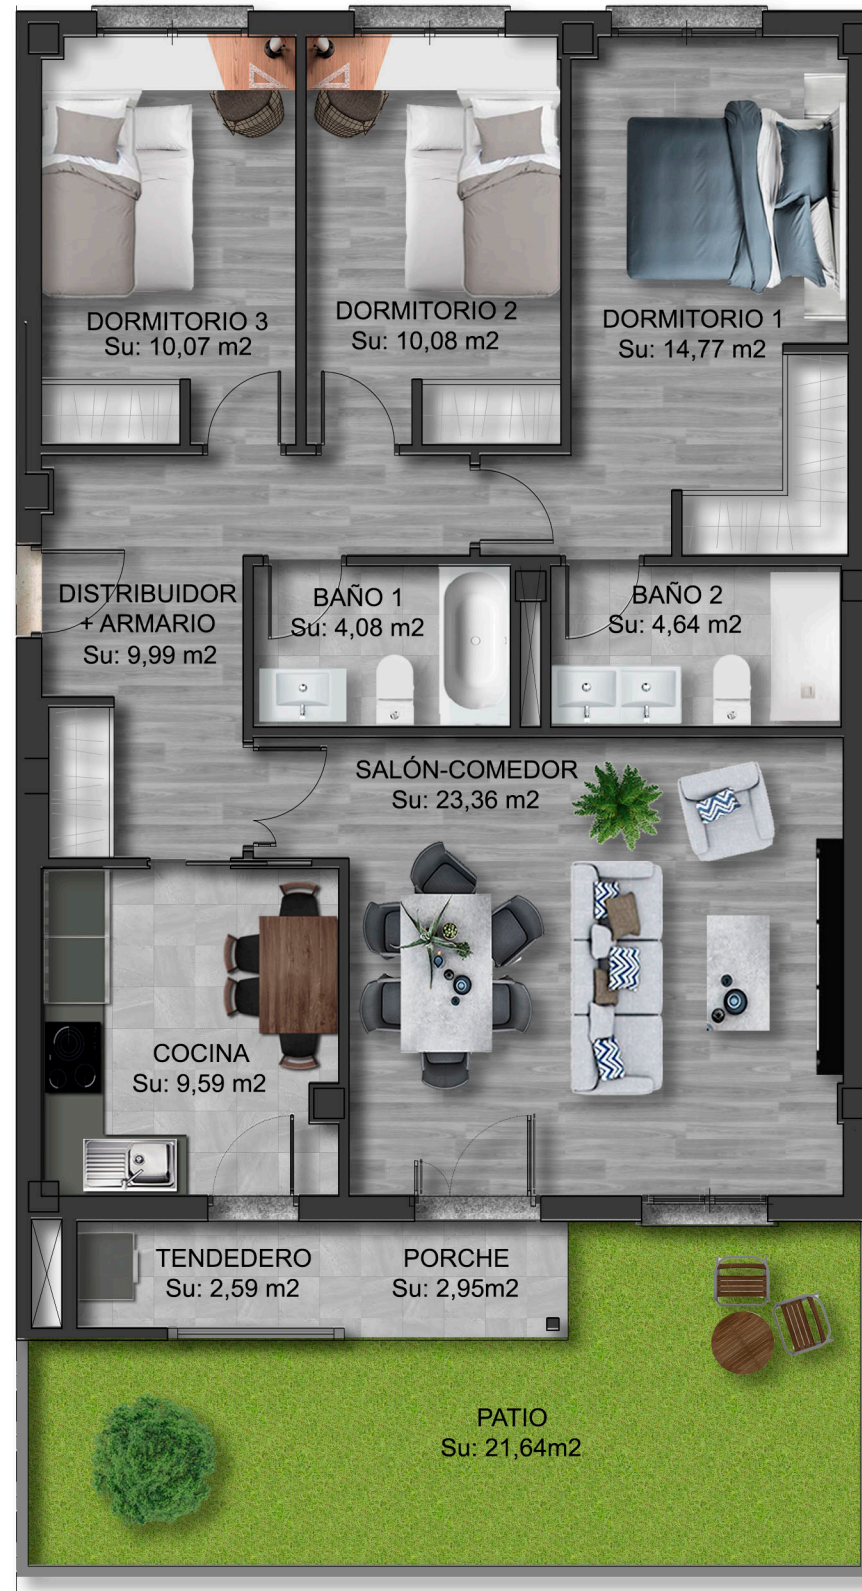 DORMITORIO 3
Su: 10,07 m2
DORMITORIO 2
Su: 10,08 m2
DORMITORIO 1
Su: 14,77 m2
DISTRIBUIDOR
+ ARMARIO
Su: 9,99 m2
BAÑO 1
Su: 4,08 m2
BAÑO 2
Su: 4,64 m2
SALÓN-COMEDOR
Su: 23,36 m2
COCINA
Su: 9,59 m2
TENDEDERO
Su: 2,59 m2
PORCHE
Su: 2,95m2
PATIO
Su: 21,64m2